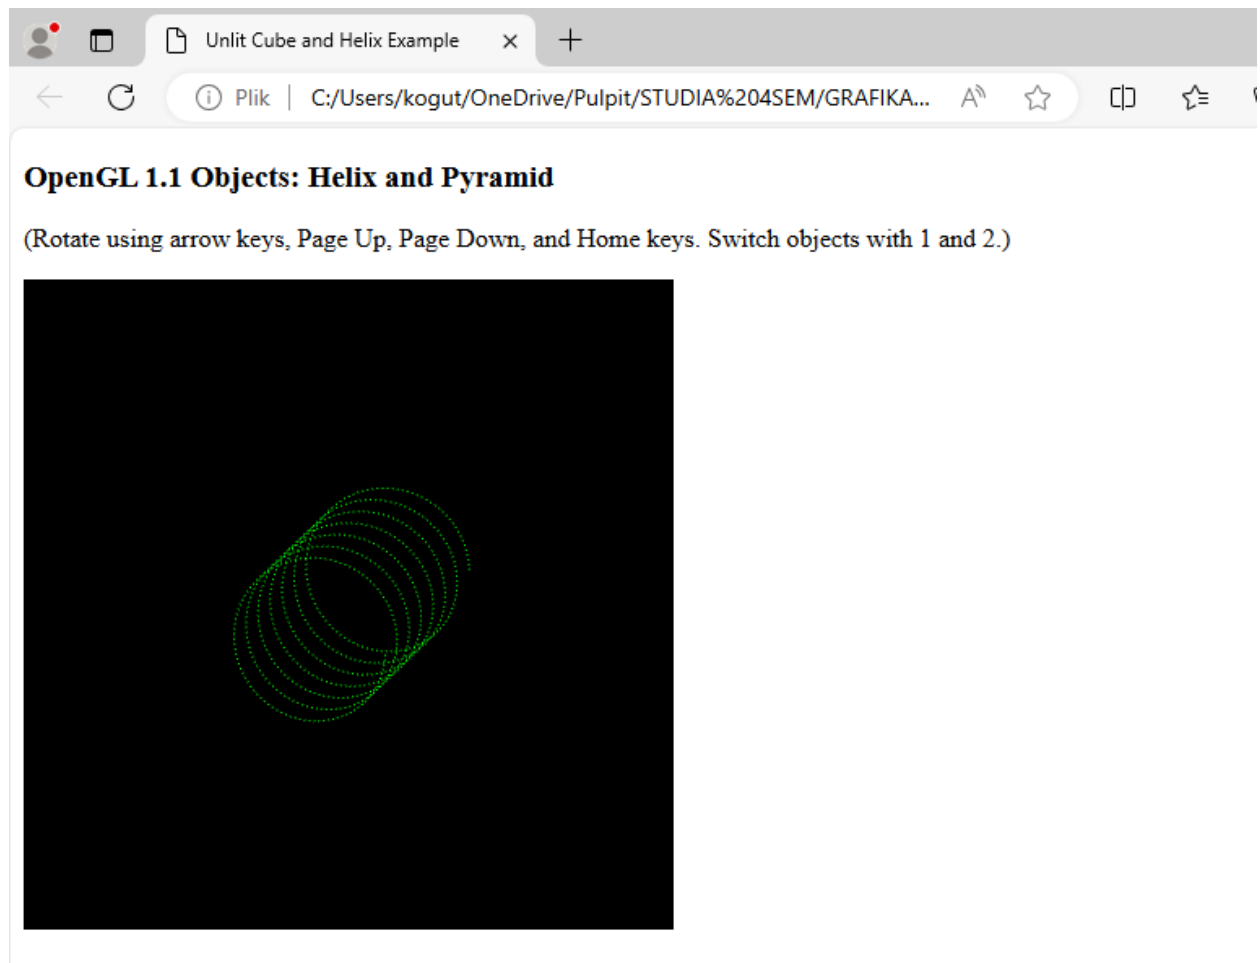 Unlit Cube and Helix Example
Plik C:/Users/kogut/OneDrive/Pulpit/STUDIA%204SEM/GRAFIKA...
OpenGL 1.1 Objects: Helix and Pyramid
(Rotate using arrow keys, Page Up, Page Down, and Home keys. Switch objects with 1 and 2.)